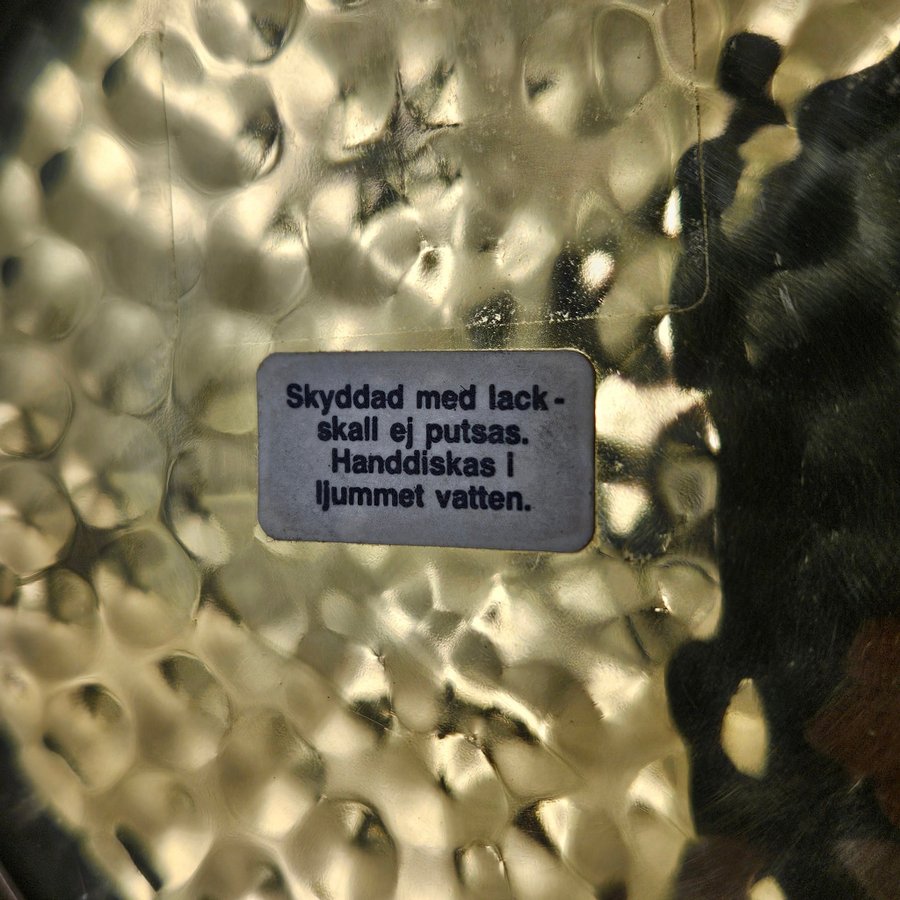 Skyddad med lack-
skall ej putsas.
Handdiskas i
ljummet vatten.